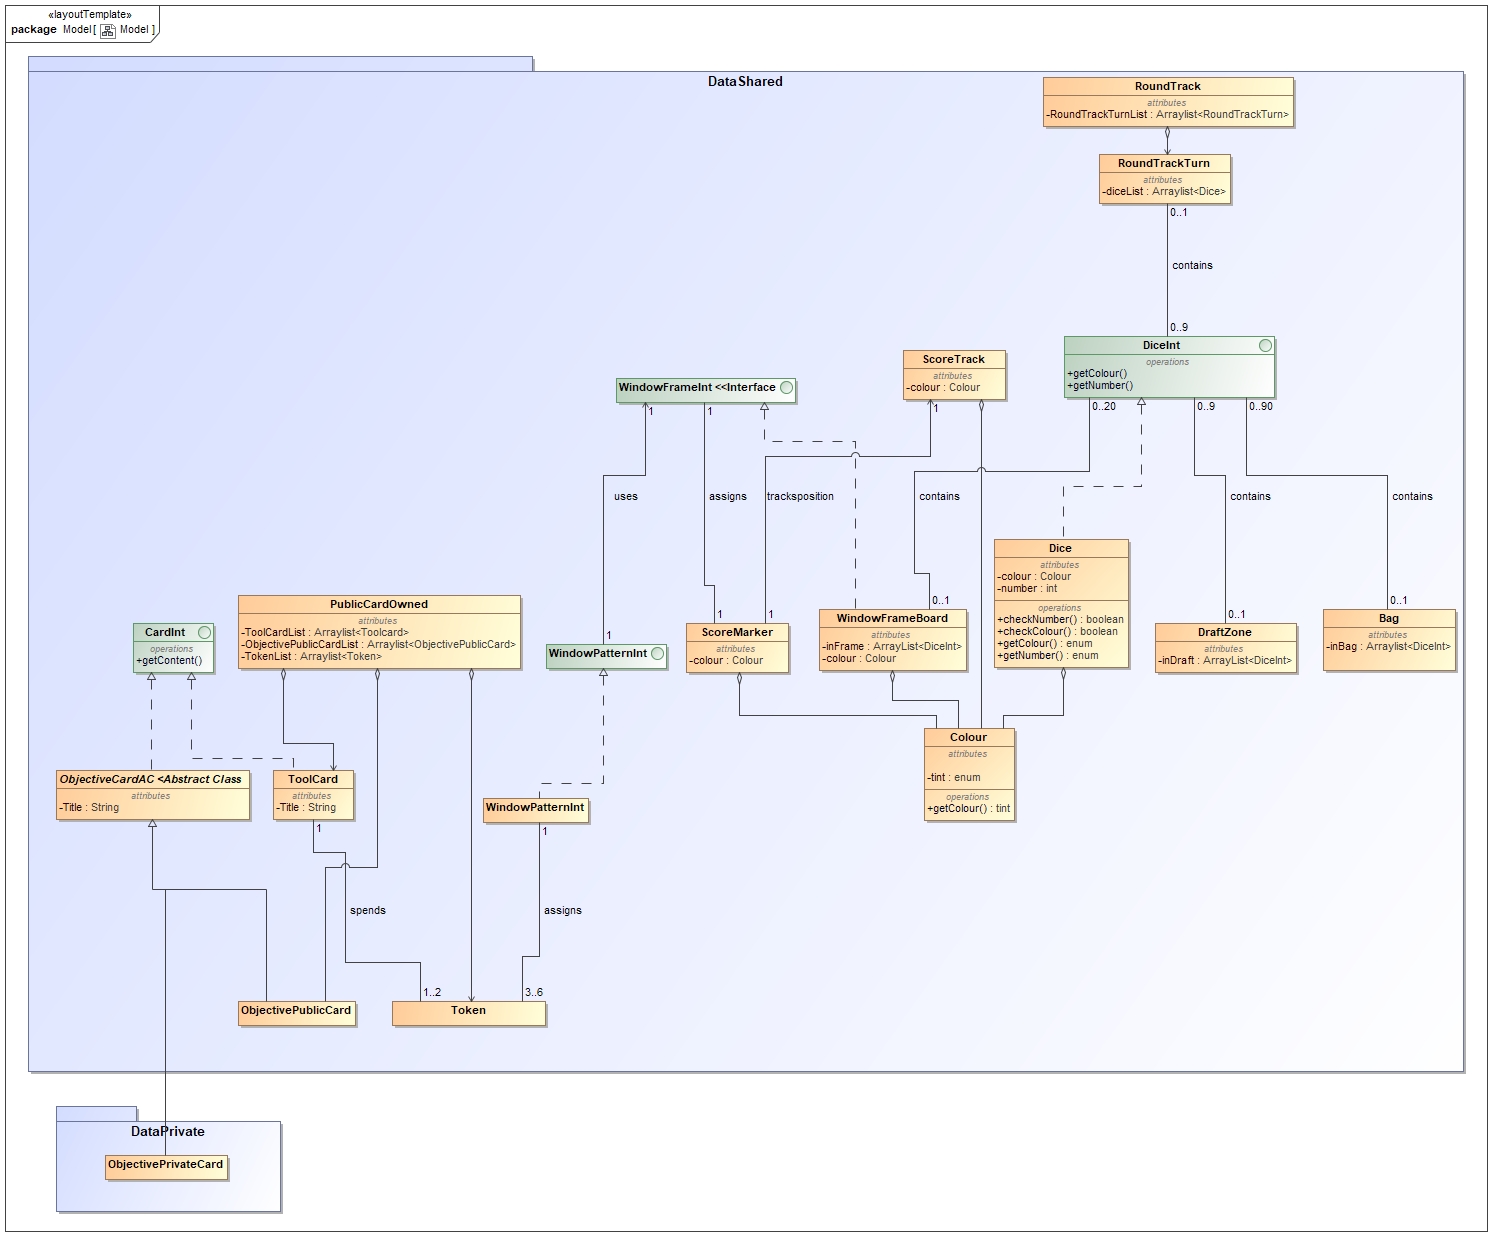 «layoutTemplate»
package Model[ Model ]
DataShared
RoundTrack
attributes
-RoundTrackTurnList : Arraylist<RoundTrackTurn>
RoundTrackTurn
attributes
-diceList : Arraylist<Dice>
0..1
contains
0..9
DiceInt
operations
+getColour()
+getNumber()
ScoreTrack
attributes
-colour : Colour
WindowFrameInt <<Interface
1
1
1
0..20
0..9
0..90
uses
assigns
tracksposition
contains
contains
contains
Dice
attributes
-colour : Colour
-number : int
operations
+checkNumber() : boolean
+checkColour() : boolean
+getColour() : enum
+getNumber() : enum
PublicCardOwned
attributes
-ToolCardList : Arraylist<Toolcard>
-ObjectivePublicCardList : Arraylist<ObjectivePublicCard>
-TokenList : Arraylist<Token>
CardInt
operations
+getContent()
1
WindowPatternInt
1
1
ScoreMarker
attributes
-colour : Colour
0..1
WindowFrameBoard
attributes
-inFrame : ArrayList<DiceInt>
-colour : Colour
0..1
DraftZone
attributes
-inDraft : ArrayList<DiceInt>
0..1
Bag
attributes
-inBag : Arraylist<DiceInt>
Colour
attributes
-tint : enum
operations
+getColour() : tint
ObjectiveCardAC <Abstract Class
attributes
-Title : String
ToolCard
attributes
-Title : String
1
WindowPatternInt
1
spends
assigns
1..2
3..6
ObjectivePublicCard
Token
DataPrivate
ObjectivePrivateCard